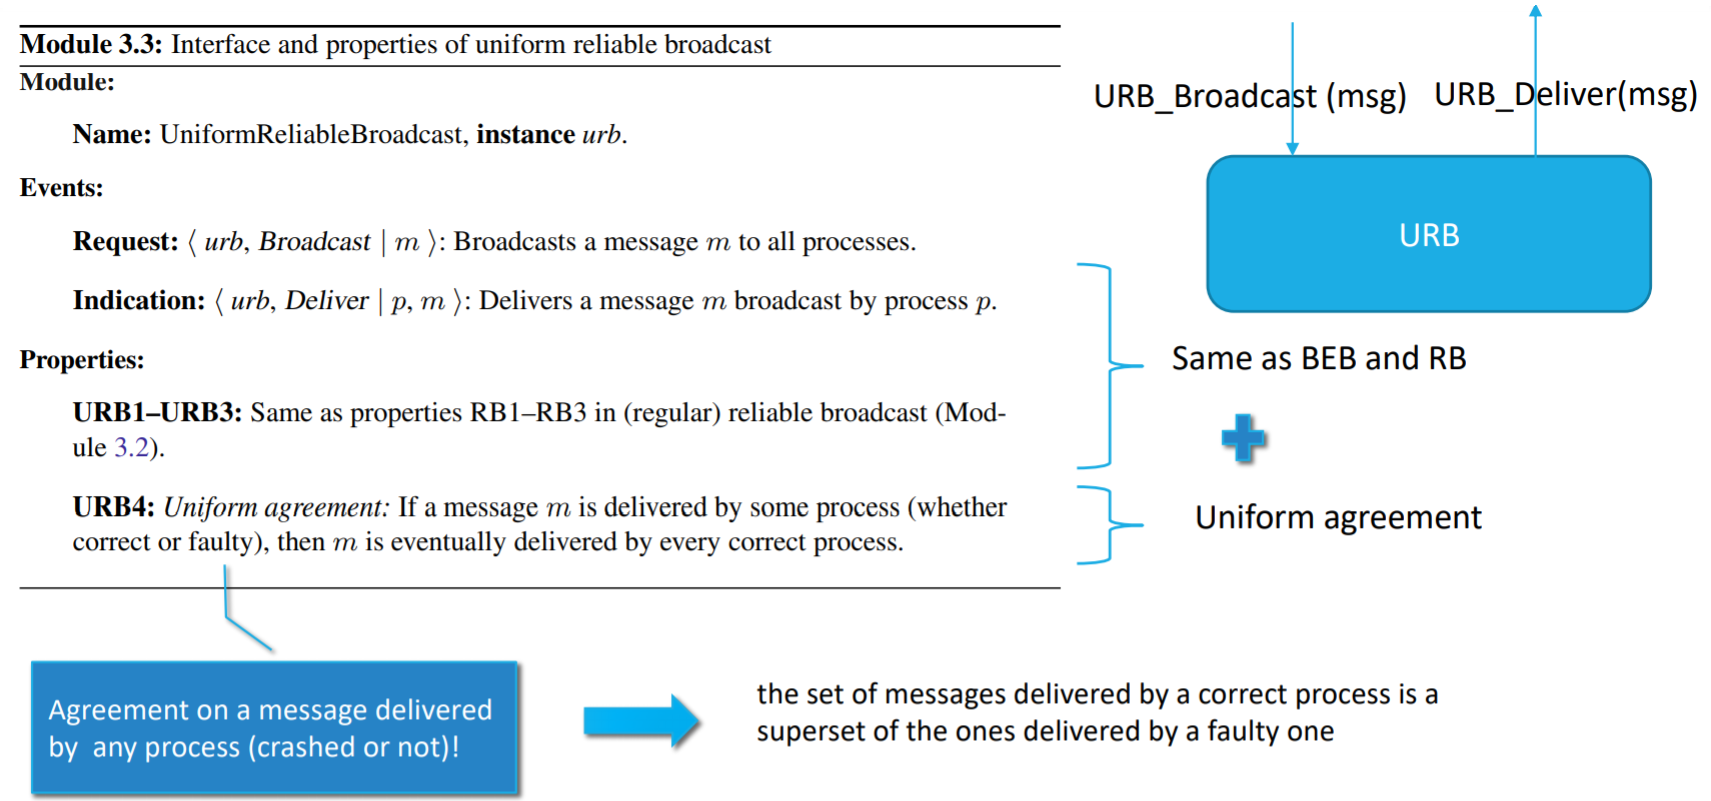 Module 3.3: Interface and properties of uniform reliable broadcast
Module:
Name: UniformReliableBroadcast, instance urb.
Events:
Request: ⟨ urb, Broadcast | m ⟩: Broadcasts a message m to all processes.
Indication: ⟨ urb, Deliver | p, m ⟩: Delivers a message m broadcast by process p.
Properties:
URB1–URB3: Same as properties RB1–RB3 in (regular) reliable broadcast (Mod-
ule 3.2).
URB4: Uniform agreement: If a message m is delivered by some process (whether
correct or faulty), then m is eventually delivered by every correct process.
URB_Broadcast (msg)
URB_Deliver(msg)
URB
Same as BEB and RB
Uniform agreement
Agreement on a message delivered
by any process (crashed or not)!
the set of messages delivered by a correct process is a
superset of the ones delivered by a faulty one